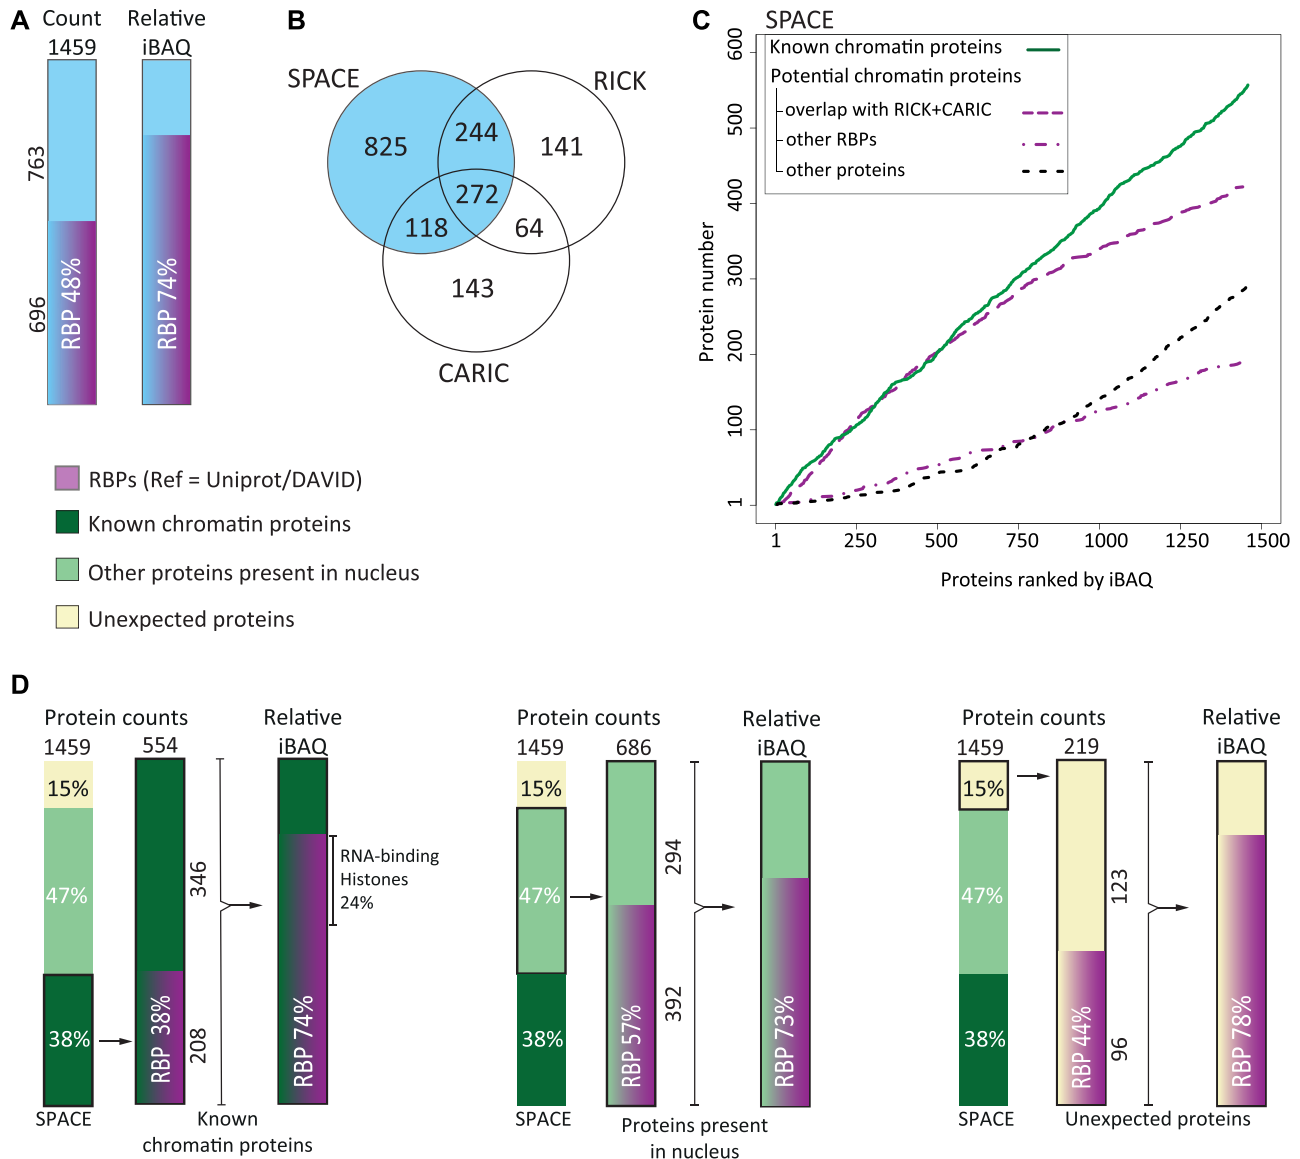 A
Count
Relative
1459
iBAQ
763
696
RBP 48%
RBP 74%
B
SPACE
RICK
825
244
141
272
118
64
143
CARIC
C
SPACE
Known chromatin proteins
Potential chromatin proteins
overlap with RICK+CARIC
other RBPs
other proteins
Protein number
600
500
400
300
200
100
1
1
250
500
750
1000
1250
1500
Proteins ranked by iBAQ
RBPs (Ref = Uniprot/DAVID)
Known chromatin proteins
Other proteins present in nucleus
Unexpected proteins
D
Protein counts
Relative
1459
554
iBAQ
15%
47%
38%
346
208
RBP 38%
RNA-binding
Histones
24%
RBP 74%
SPACE
Known
chromatin proteins
Protein counts
Relative
1459
686
iBAQ
15%
47%
38%
294
392
RBP 57%
RBP 73%
SPACE
Proteins present
in nucleus
Protein counts
Relative
1459
219
iBAQ
15%
47%
38%
123
96
RBP 44%
RBP 78%
SPACE
Unexpected proteins